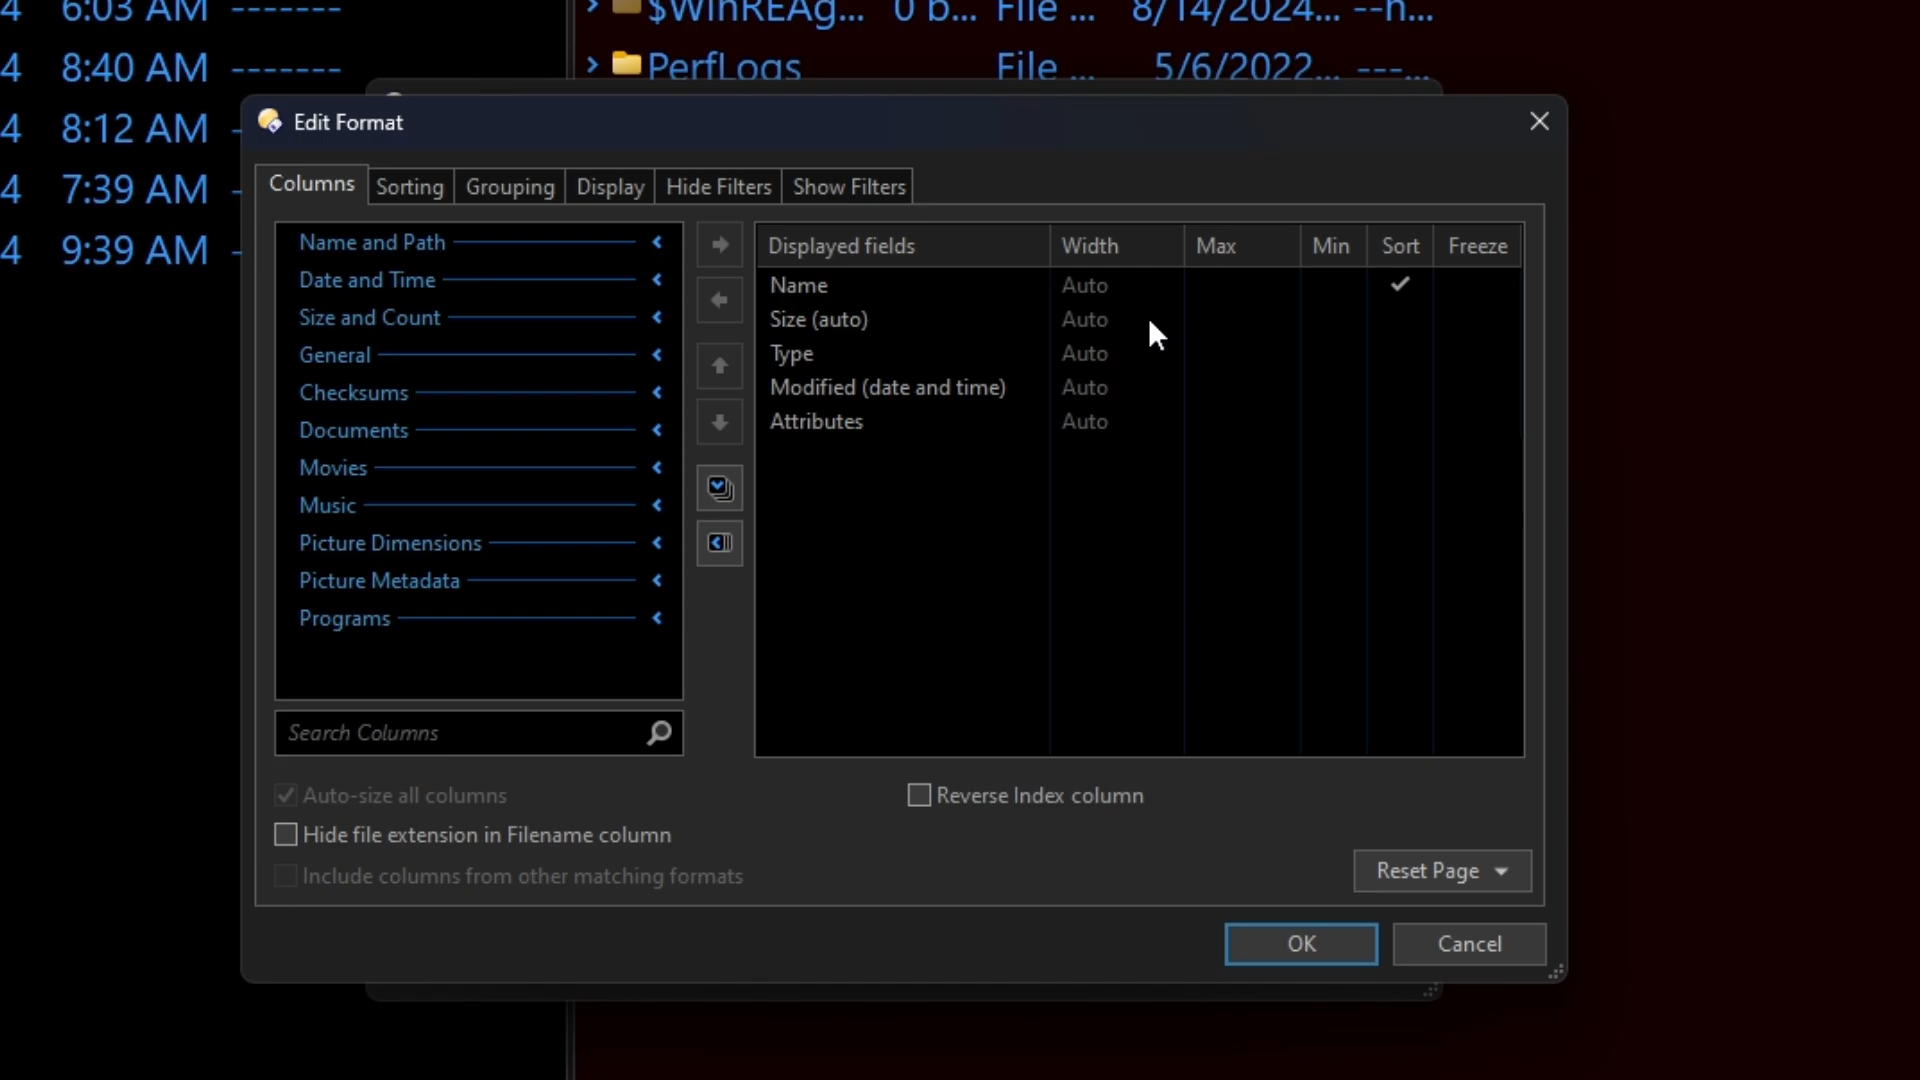 4 6:03 AM -------
$WinREAg... 0 b... File ... 8/14/2024... --h...
4 8:40 AM -------
PerfLogs File ... 5/6/2022... ---...
4 8:12 AM -
4 7:39 AM -
4 9:39 AM -
Edit Format
Columns Sorting Grouping Display Hide Filters Show Filters
Name and Path
Date and Time
Size and Count
General
Checksums
Documents
Movies
Music
Picture Dimensions
Picture Metadata
Programs
Search Columns
Displayed fields Width Max Min Sort Freeze
Name Auto
Size (auto) Auto
Type Auto
Modified (date and time) Auto
Attributes Auto
Auto-size all columns
Reverse Index column
Hide file extension in Filename column
Include columns from other matching formats
Reset Page
OK Cancel